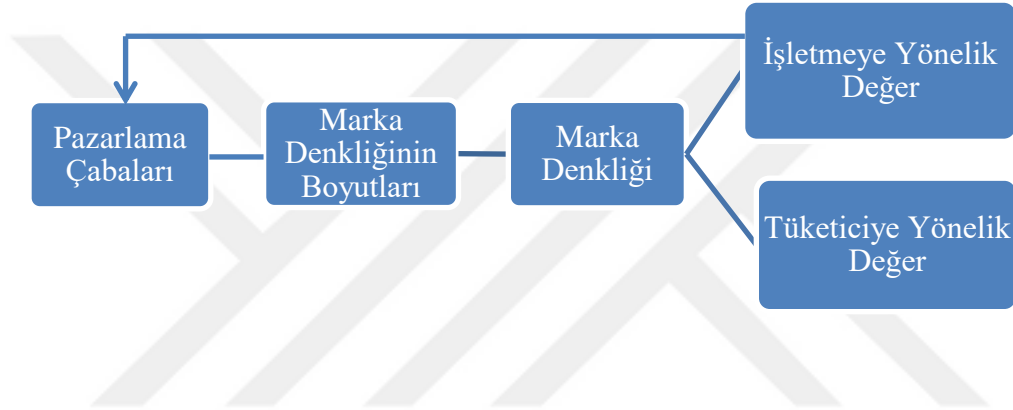 İşletmeye Yönelik
Değer
Pazarlama
Çabaları
Marka
Denkliğinin
Boyutları
Marka
Denkliği
Tüketiciye Yönelik
Değer